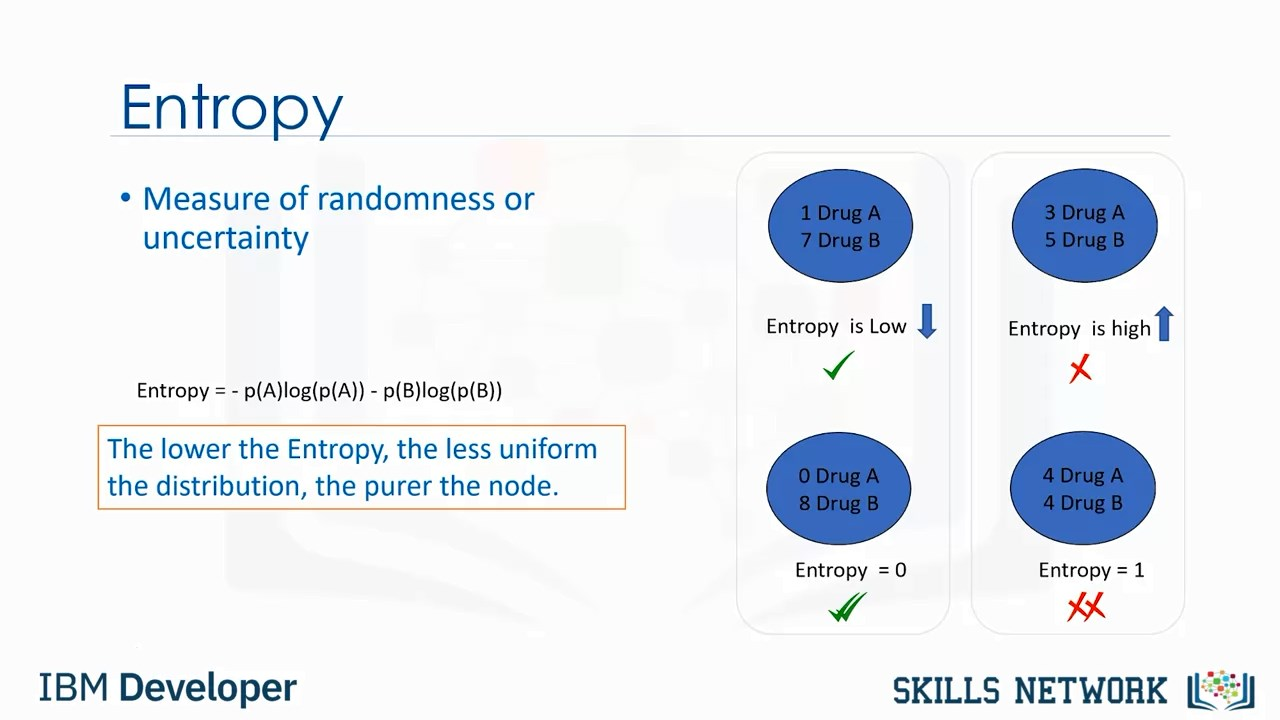 Entropy
• Measure of randomness or
uncertainty
Entropy = - p(A)log(p(A)) - p(B)log(p(B))
The lower the Entropy, the less uniform
the distribution, the purer the node.
1 Drug A
7 Drug B
Entropy  is Low
0 Drug A
8 Drug B
Entropy  = 0
3 Drug A
5 Drug B
Entropy  is high
4 Drug A
4 Drug B
Entropy = 1
IBM Developer
SKILLS NETWORK